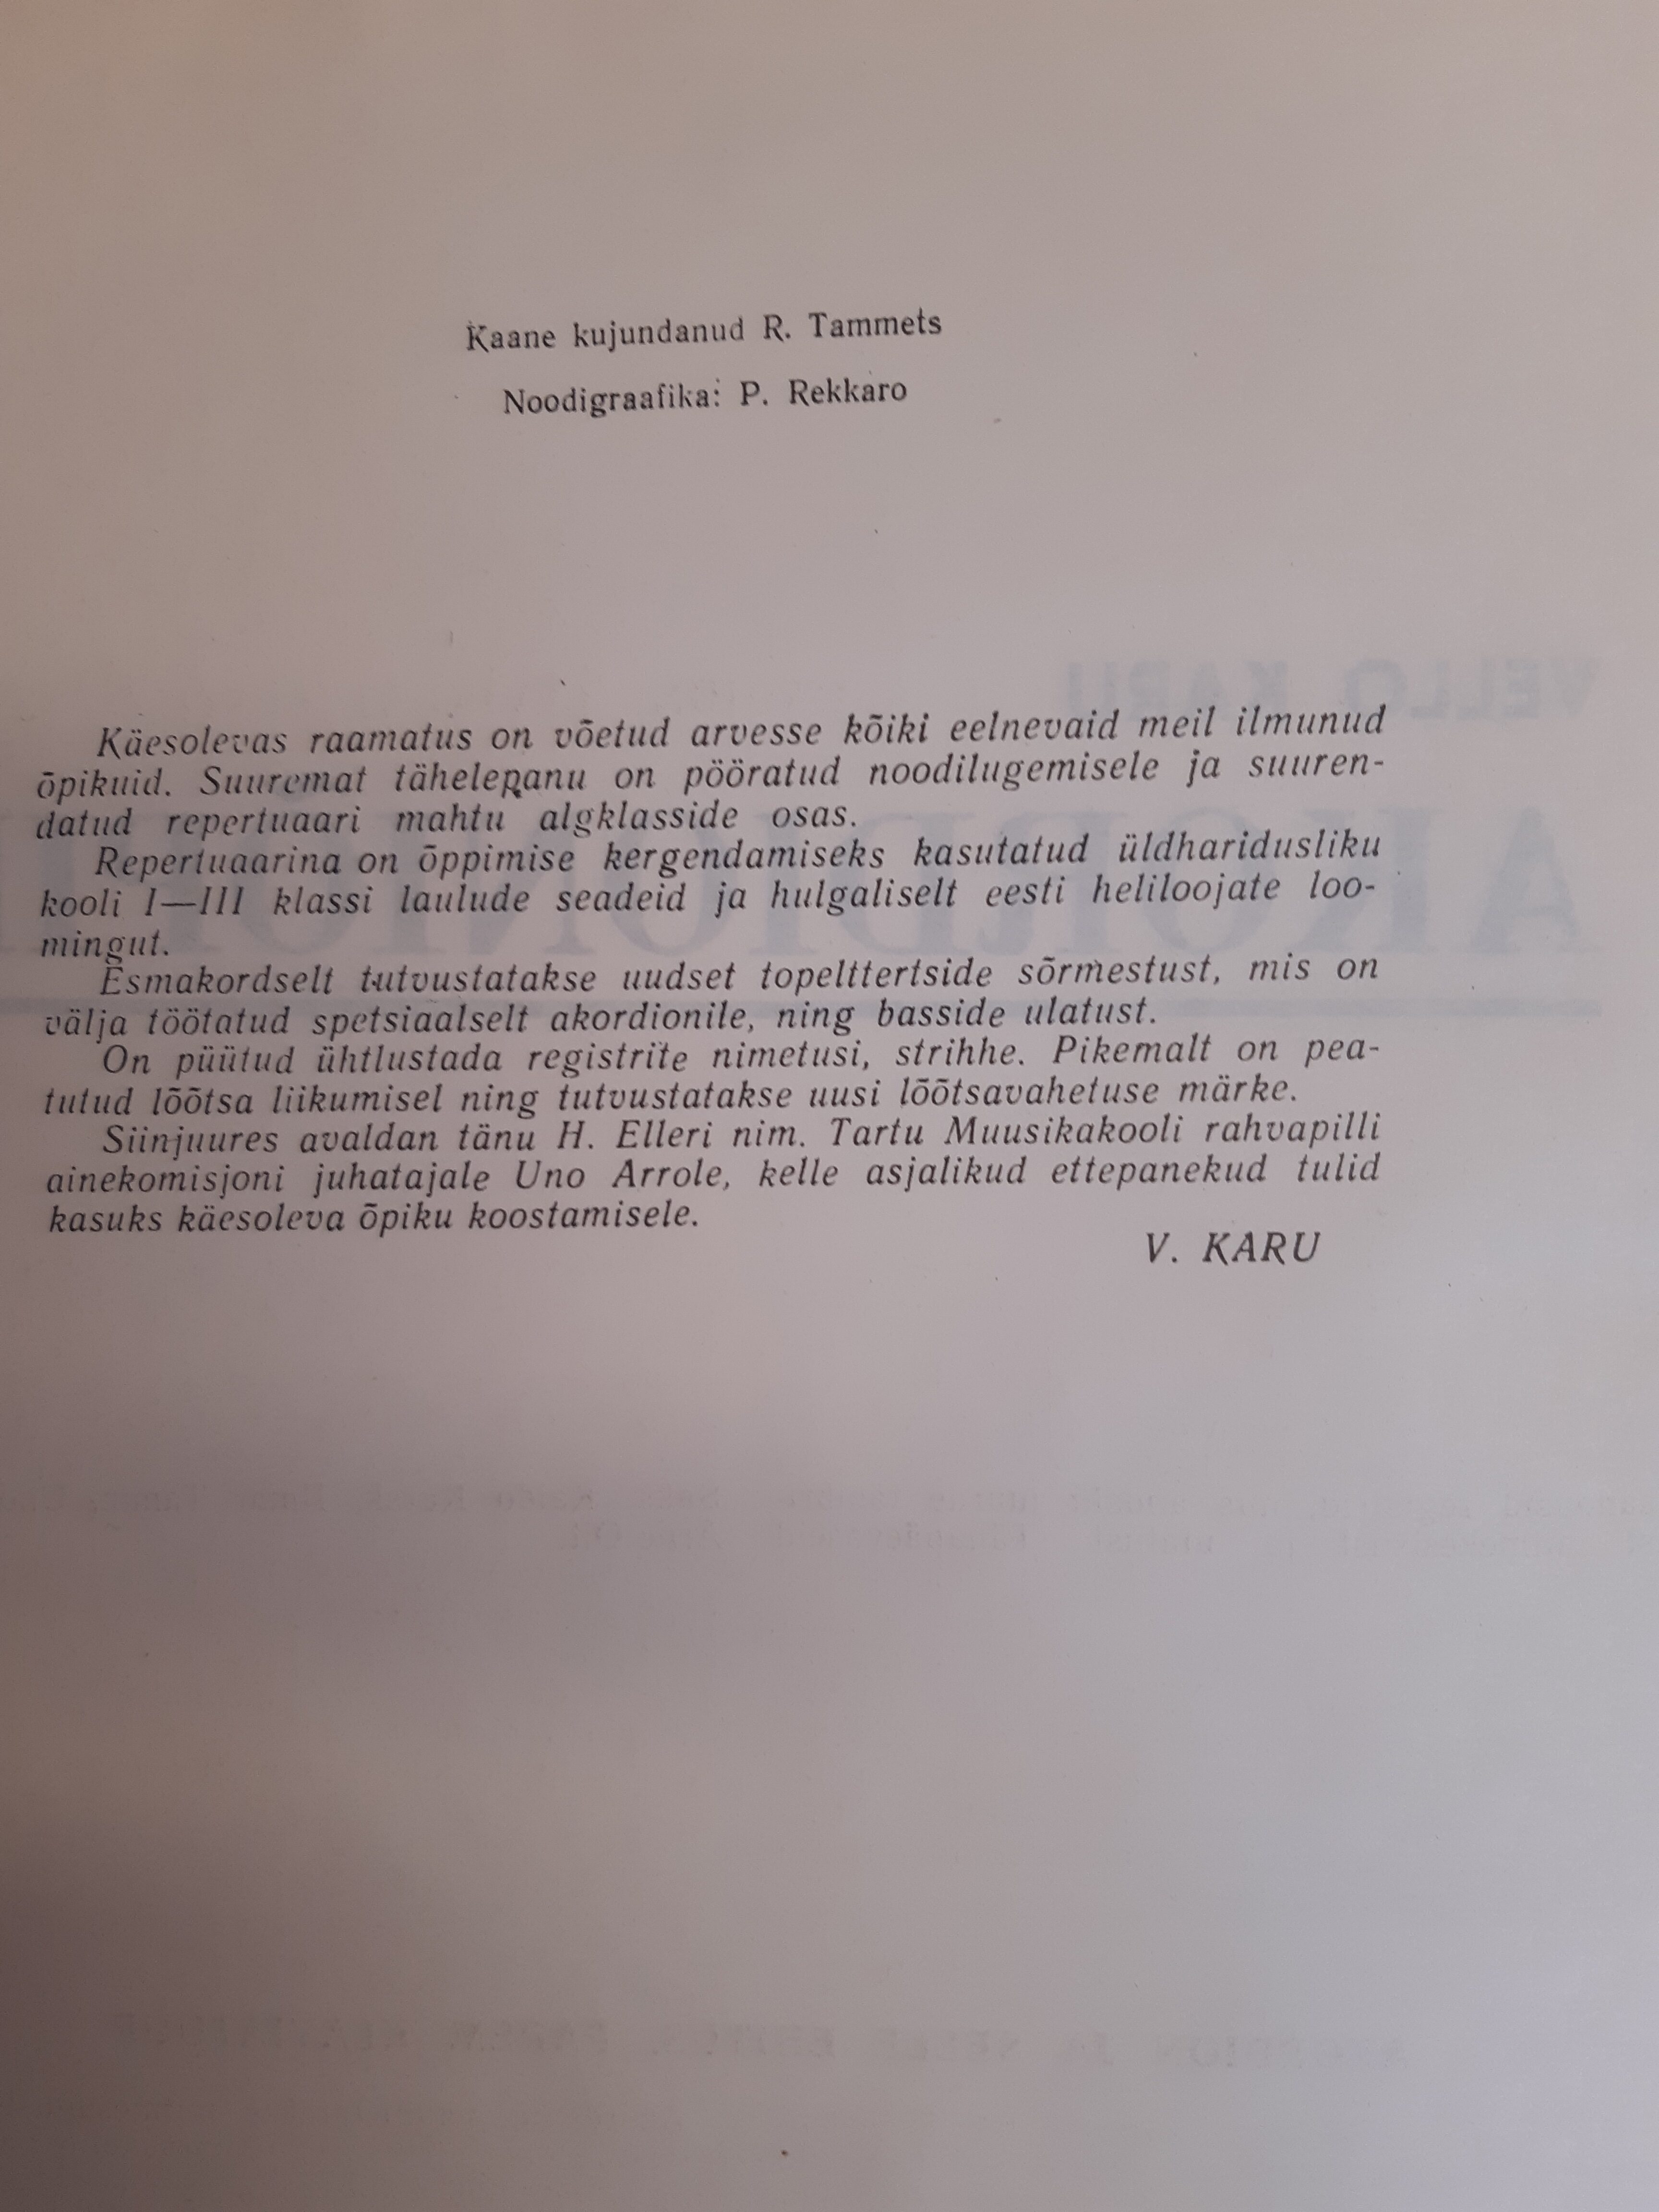 Kaane kujundanud R. Tammets
Noodigraafika: P. Rekkaro
Käesolevas raamatus on võetud arvesse kõiki eelnevaid meil ilmunud
õpikuid. Suuremat tähelepanu on pööratud noodilugemisele ja suuren-
datud repertuaari mahtu algklasside osas.
Repertuaarina on õppimise kergendamiseks kasutatud üldharidusliku
kooli I—III klassi laulude seadeid ja hulgaliselt eesti heliloojate loo-
mingut.
Esmakordselt tutvustatakse uudset topelttertside sõrmestust, mis on
välja töötatud spetsiaalselt akordionile, ning basside ulatust.
On püütud ühtlustada registrite nimetusi, strihhe. Pikemalt on pea-
tutud lõõtsa liikumisel ning tutvustatakse uusi lõõtsavahetuse märke.
Siinjuures avaldan tänu H. Elleri nim. Tartu Muusikakooli rahvapilli
ainekomisjoni juhatajale Uno Arrole, kelle asjalikud ettepanekud tulid
kasuks käesoleva õpiku koostamisele.
V. KARU
VELLO KARU